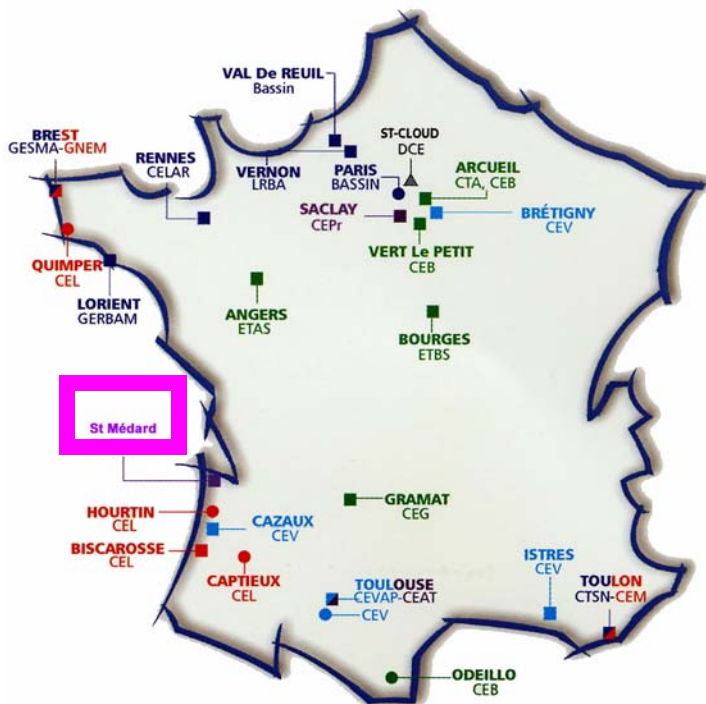 VAL De REUIL
Bassin
BREST
GESMA-GNEM
RENNES
CELAR
VERNON
LRBA
ST-CLOUD
DCE
PARIS
BASSIN
ARCUEIL
CTA, CEB
SACLAY
CEPr
BRÉTIGNY
CEV
VERT Le PETIT
CEB
QUIMPER
CEL
LORIENT
GERBAM
ANGERS
ETAS
BOURGES
ETBS
St Médard
HOURTIN
CEL
CAZAUX
CEV
GRAMAT
CEG
BISCAROSSE
CEL
CAPTIEUX
CEL
TOULOUSE
CEVAP-CEAT
CEV
ISTRES
CEV
TOULON
CTSN-CEM
ODEILLO
CEB